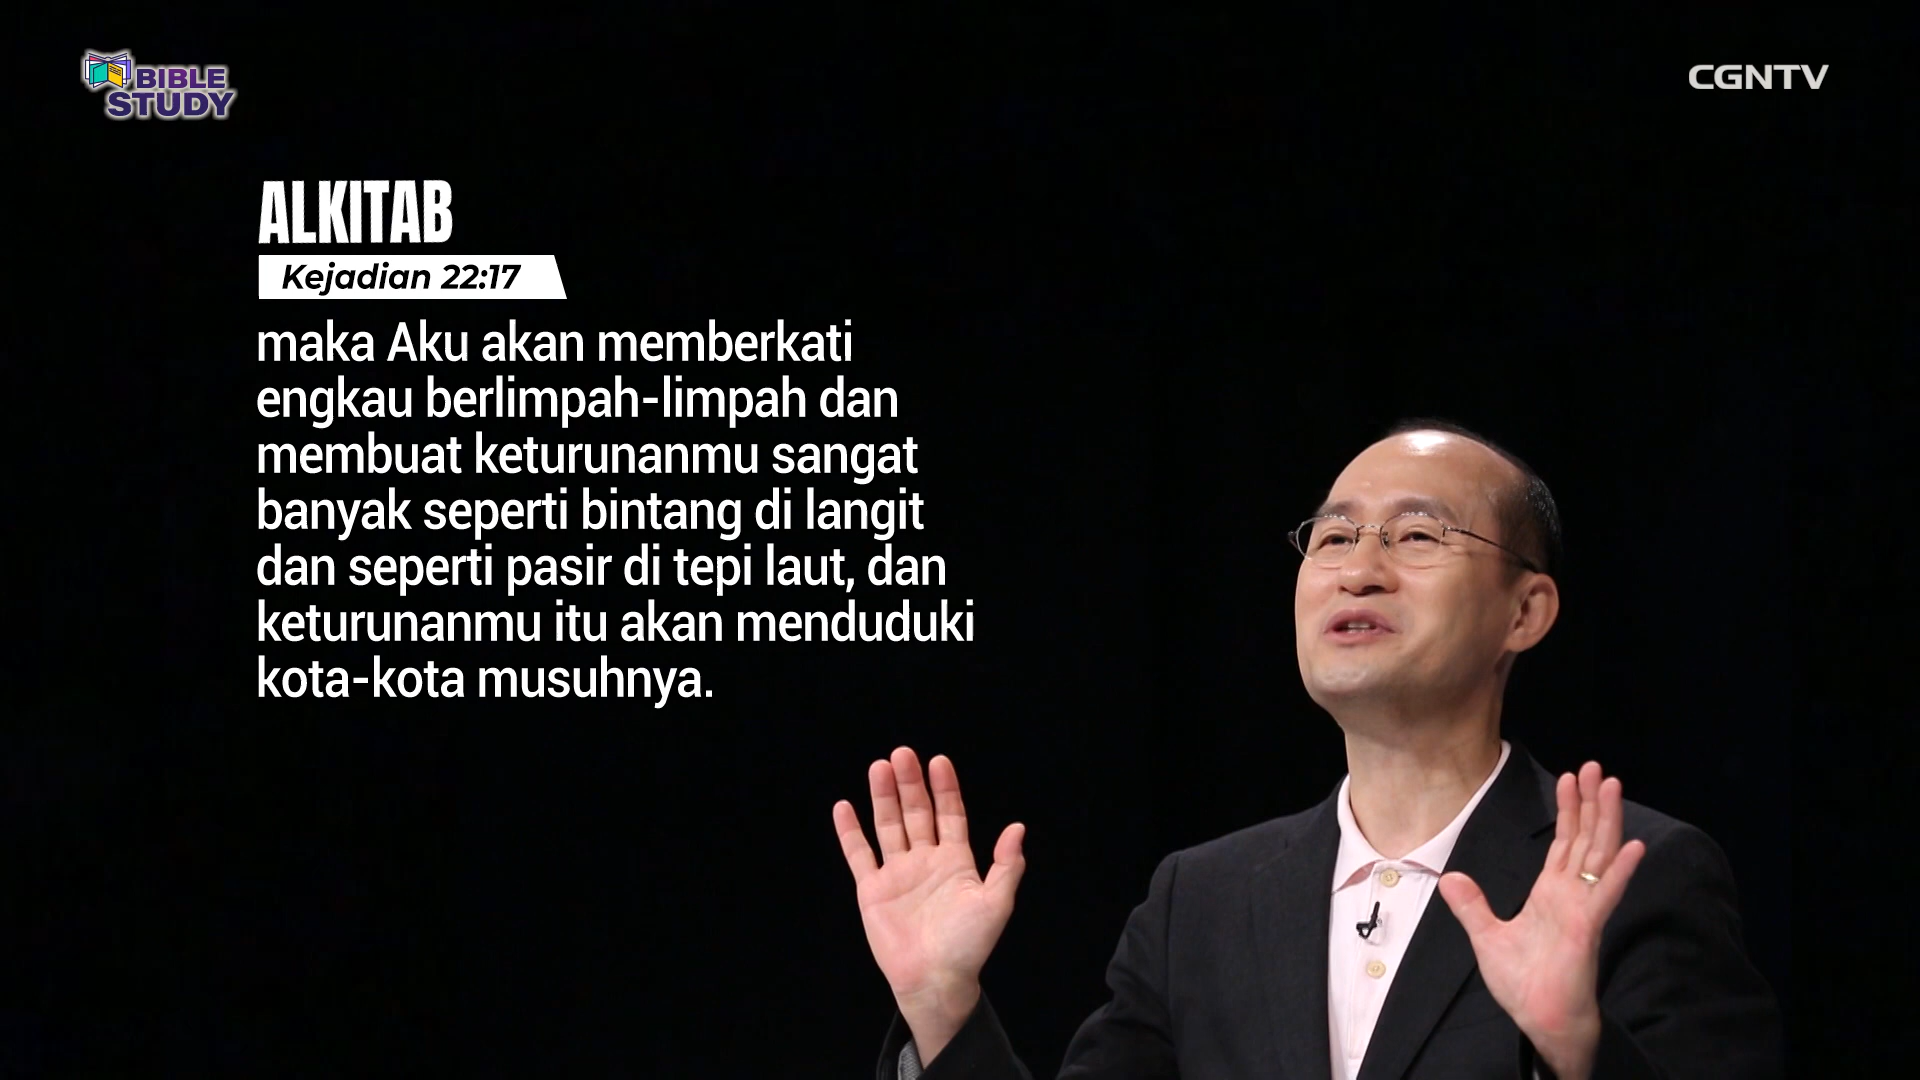 BIBLE
STUDY
CGNTV
ALKITAB
Kejadian 22:17
maka Aku akan memberkati
engkau berlimpah-limpah dan
membuat keturunanmu sangat
banyak seperti bintang di langit
dan seperti pasir di tepi laut, dan
keturunanmu itu akan menduduki
kota-kota musuhnya.